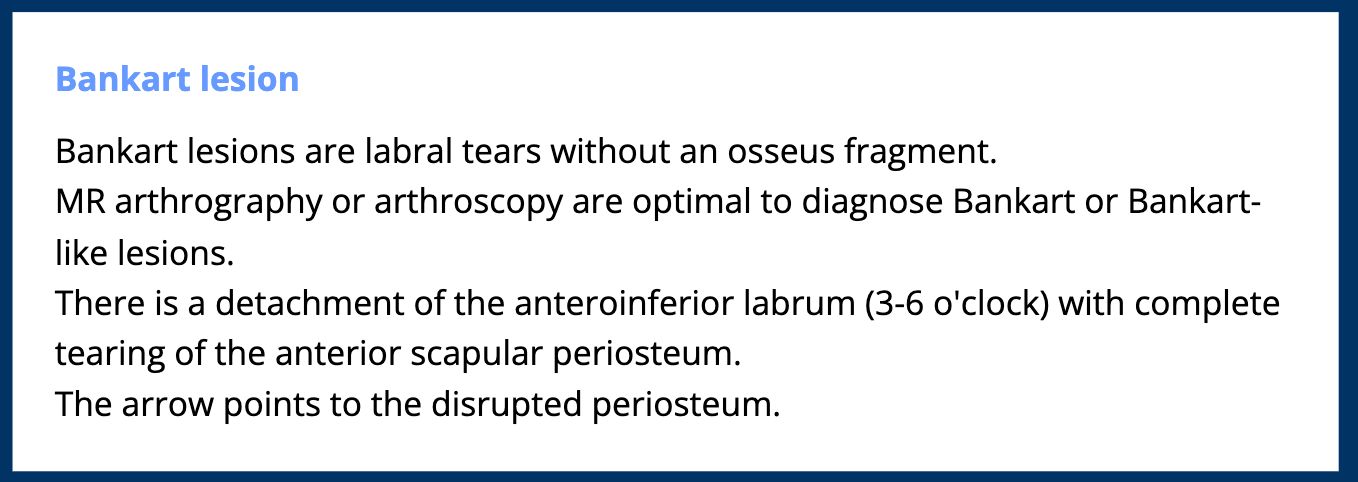 Bankart lesion
Bankart lesions are labral tears without an osseus fragment.
MR arthrography or arthroscopy are optimal to diagnose Bankart or Bankart-
like lesions.
There is a detachment of the anteroinferior labrum (3-6 o'clock) with complete
tearing of the anterior scapular periosteum.
The arrow points to the disrupted periosteum.